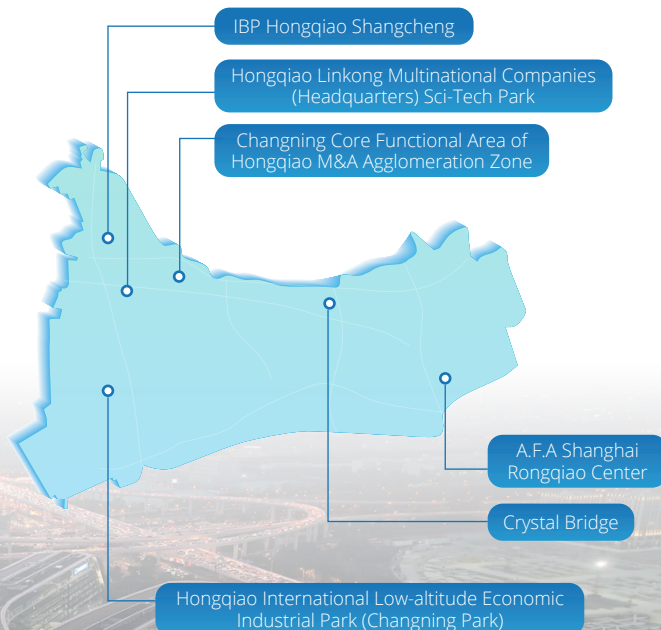 IBP Hongqiao Shangcheng
Hongqiao Linkong Multinational Companies
(Headquarters) Sci-Tech Park
Changning Core Functional Area of
Hongqiao M&A Agglomeration Zone
A.F.A Shanghai
Rongqiao Center
Crystal Bridge
Hongqiao International Low-altitude Economic
Industrial Park (Changning Park)